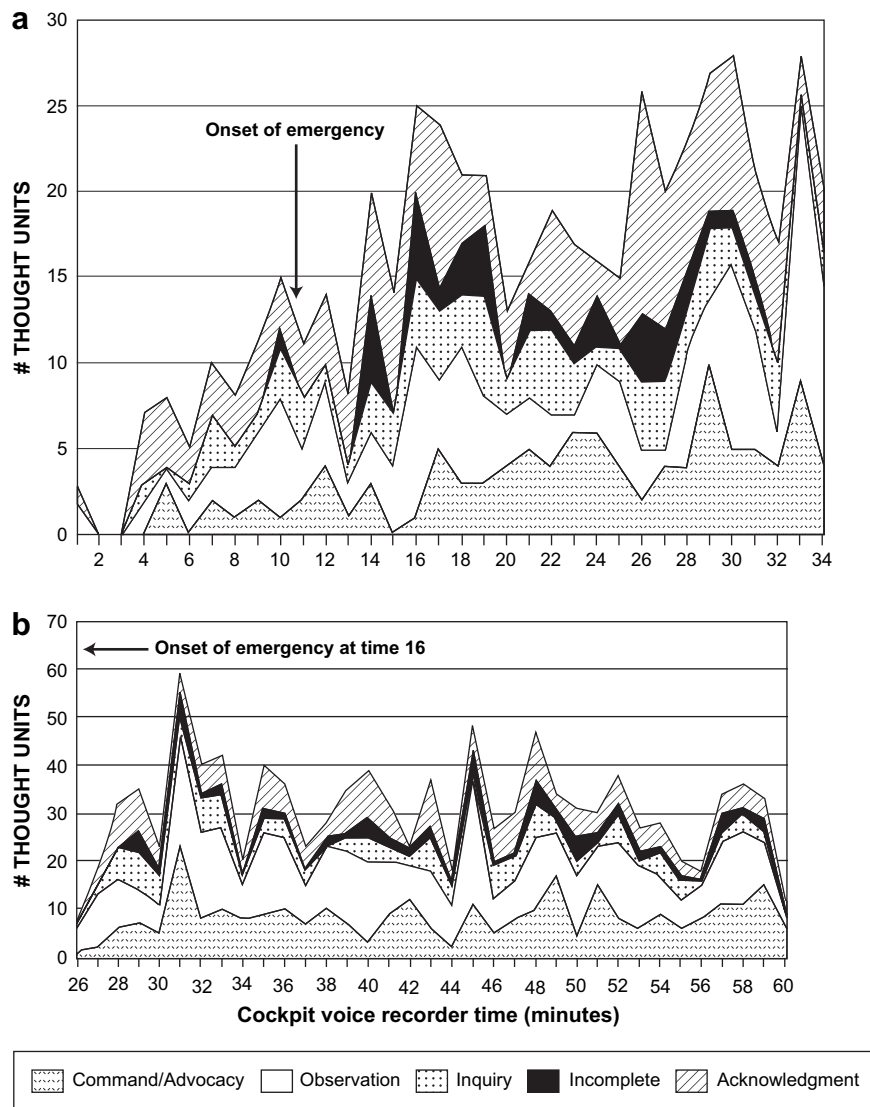 a
# THOUGHT UNITS
30
25
20
15
10
5
0
Onset of emergency
2 4 6 8 10 12 14 16 18 20 22 24 26 28 30 32 34
b
# THOUGHT UNITS
70
60
50
40
30
20
10
0
Onset of emergency at time 16
26 28 30 32 34 36 38 40 42 44 46 48 50 52 54 56 58 60
Cockpit voice recorder time (minutes)
Command/Advocacy Observation Inquiry Incomplete Acknowledgment